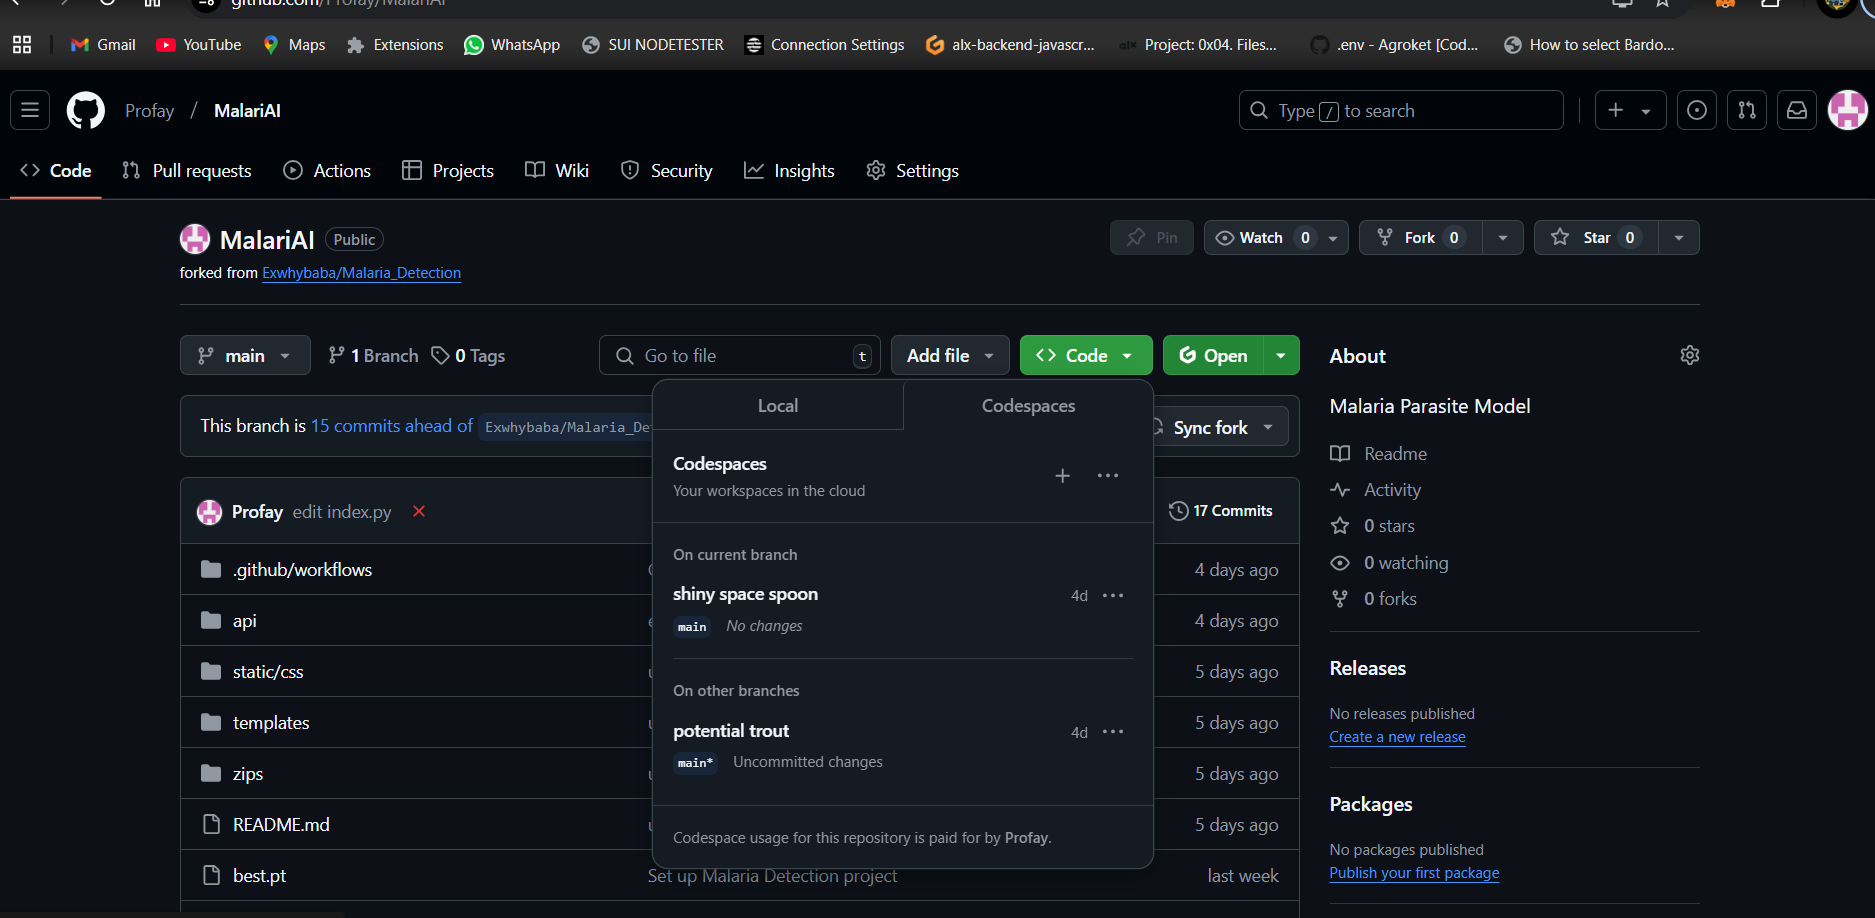 github.com/Profay/MalariAI
Gmail YouTube Maps Extensions WhatsApp SUI NODETESTER Connection Settings alx-backend-javascr... Project: 0x04. Files... .env - Agroket [Cod... How to select Bardo...
Profay / MalariAI Type / to search
Code Pull requests Actions Projects Wiki Security Insights Settings
MalariAI Public Pin Watch 0 Fork 0 Star 0
forked from Exwhybaba/Malaria_Detection
main 1 Branch 0 Tags Go to file t Add file Code Open About
Local Codespaces
Malaria Parasite Model
This branch is 15 commits ahead of Exwhybaba/Malaria_De Sync fork
Readme
Codespaces
Your workspaces in the cloud
Activity
Profay edit index.py 17 Commits
0 stars
On current branch
0 watching
.github/workflows 4 days ago
shiny space spoon 4d
0 forks
api 4 days ago
main No changes
static/css 5 days ago
Releases
On other branches
No releases published
templates 5 days ago
potential trout 4d
Create a new release
main* Uncommitted changes
zips 5 days ago
Packages
README.md 5 days ago
Codespace usage for this repository is paid for by Profay.
No packages published
best.pt Set up Malaria Detection project last week
Publish your first package